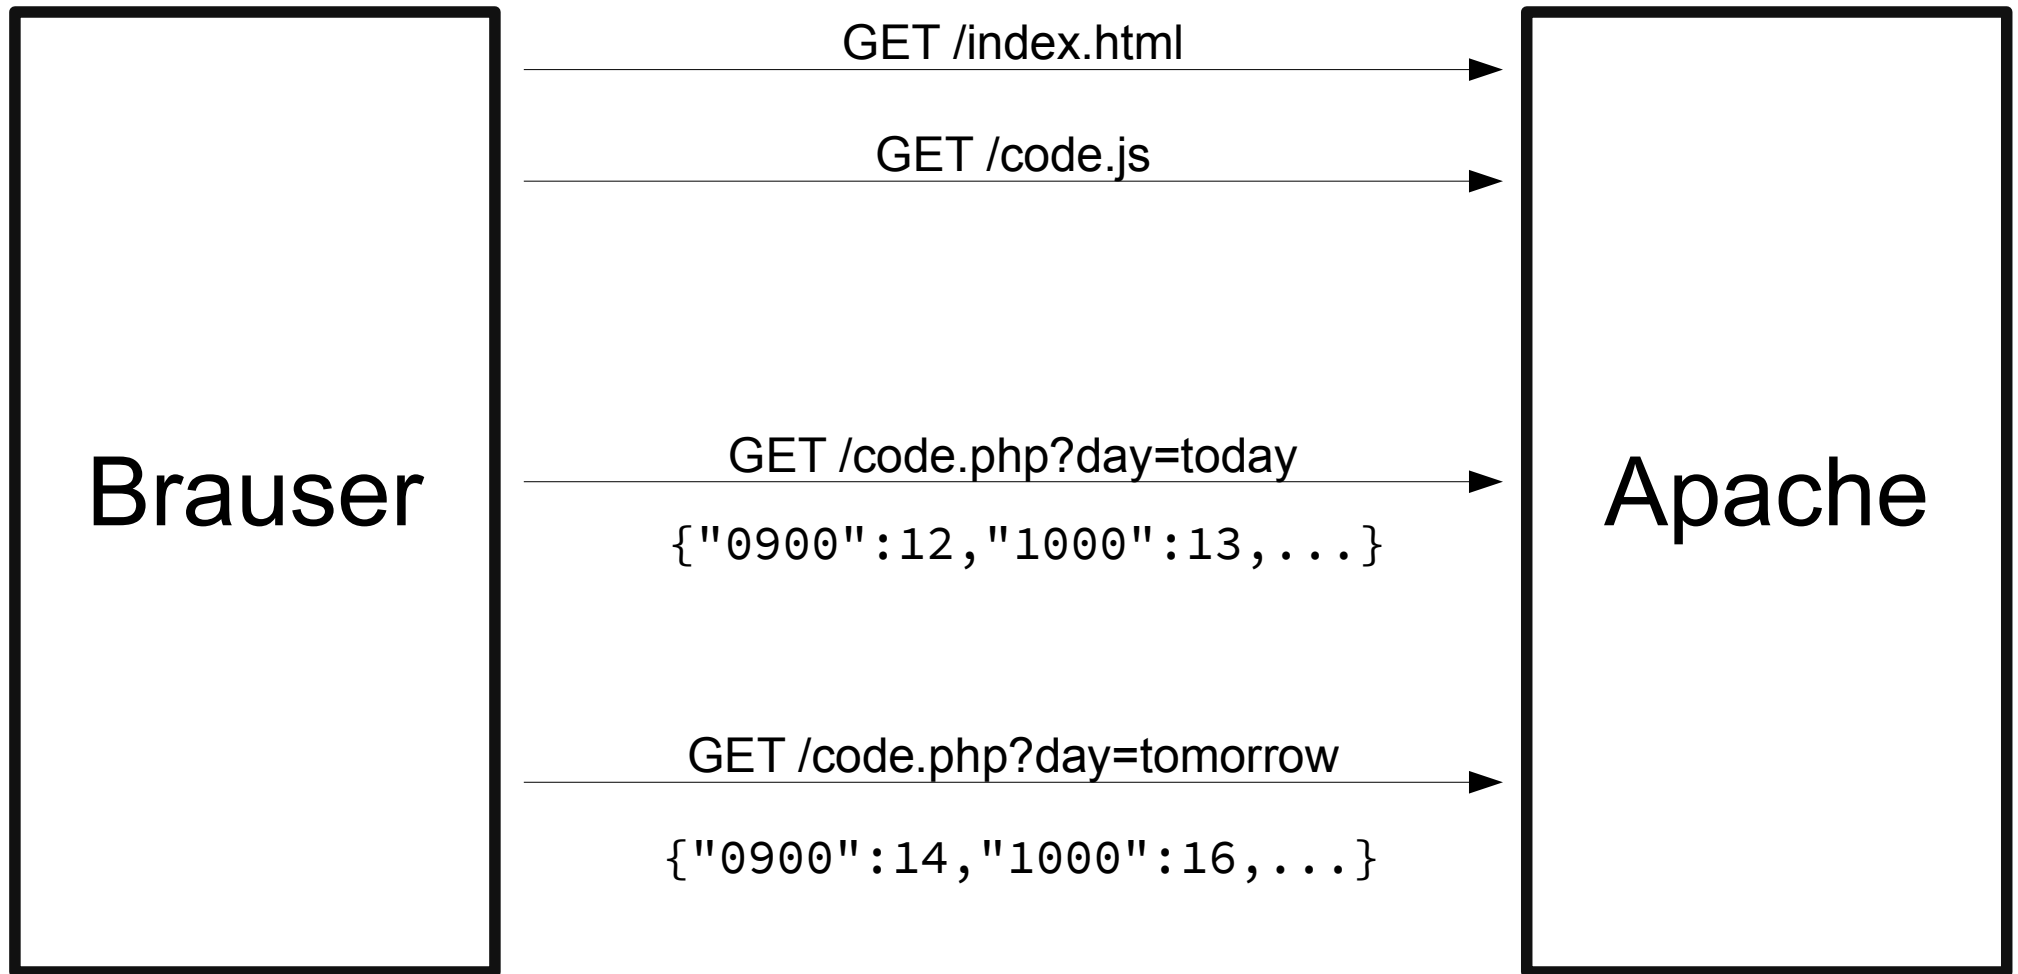 GET /index.html
GET /code.js
Brauser
GET /code.php?day=today
Apache
{"0900":12,"1000":13,...}
GET /code.php?day=tomorrow
{"0900":14,"1000":16,...}